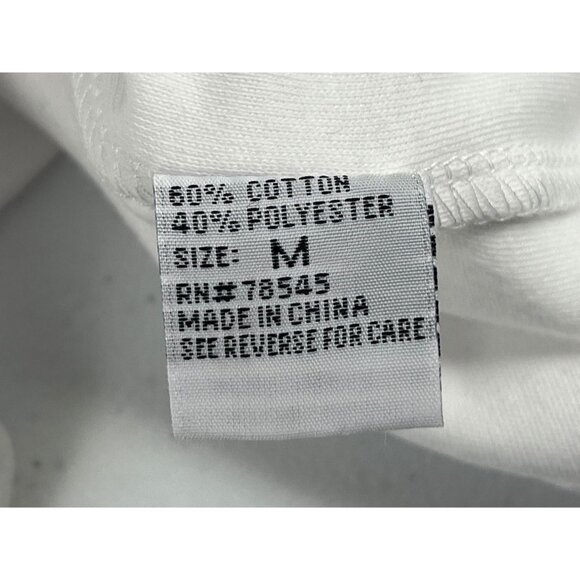 60% COTTON
40% POLYESTER
SIZE: M
RN# 78545
MADE IN CHINA
SEE REVERSE FOR CARE